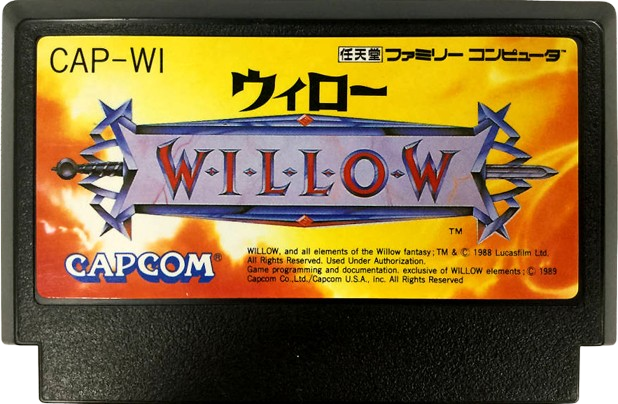 CAP-WI
任天堂 ファミリー コンピュータ™
ウィロー
W·I·L·L·O·W
™
CAPCOM®
WILLOW, and all elements of the Willow fantasy; TM & © 1988 Lucasfilm Ltd.
All Rights Reserved. Used Under Authorization.
Game programming and documentation. exclusive of WILLOW elements; © 1989
Capcom Co.,Ltd./Capcom U.S.A., Inc. All Rights Reserved